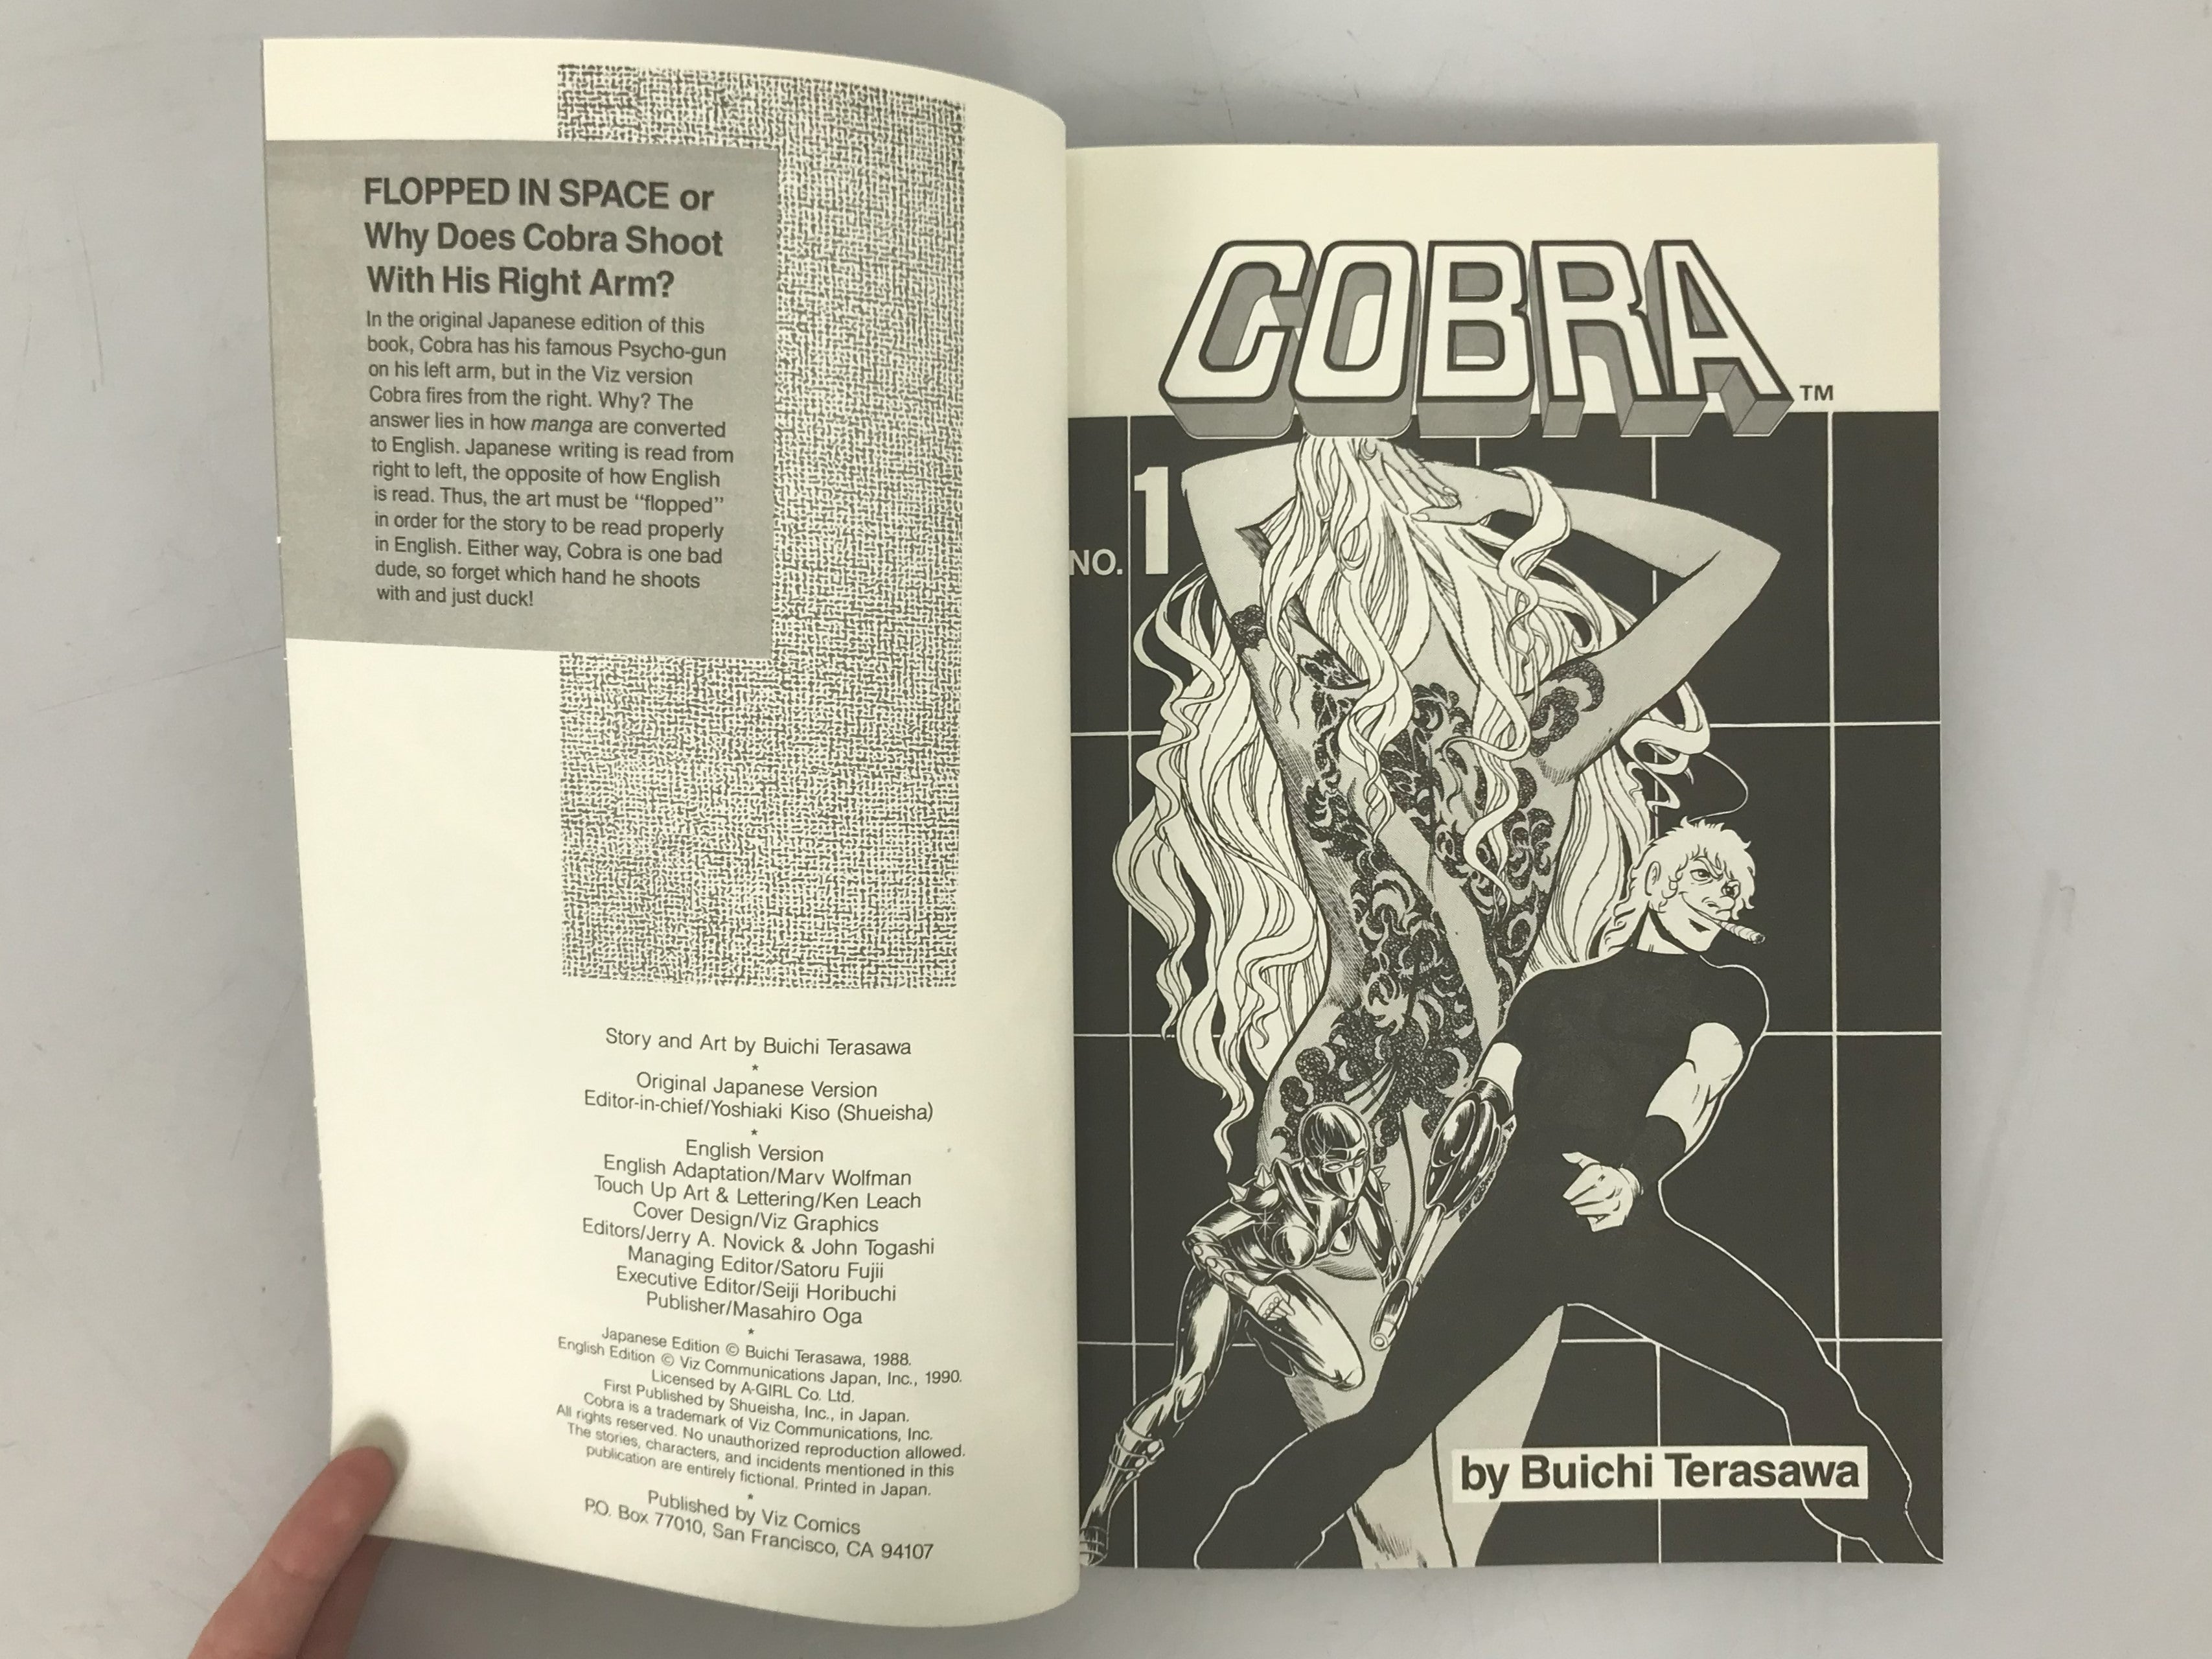 FLOPPED IN SPACE or
Why Does Cobra Shoot
With His Right Arm?
In the original Japanese edition of this
book, Cobra has his famous Psycho-gun
on his left arm, but in the Viz version
Cobra fires from the right. Why? The
answer lies in how manga are converted
to English. Japanese writing is read from
right to left, the opposite of how English
is read. Thus, the art must be “flopped”
in order for the story to be read properly
in English. Either way, Cobra is one bad
dude, so forget which hand he shoots
with and just duck!
Story and Art by Buichi Terasawa
*
Original Japanese Version
Editor-in-chief/Yoshiaki Kiso (Shueisha)
*
English Version
English Adaptation/Marv Wolfman
Touch Up Art & Lettering/Ken Leach
Cover Design/Viz Graphics
Editors/Jerry A. Novick & John Togashi
Managing Editor/Satoru Fujii
Executive Editor/Seiji Horibuchi
Publisher/Masahiro Oga
*
Japanese Edition © Buichi Terasawa, 1988.
English Edition © Viz Communications Japan, Inc., 1990.
Licensed by A-GIRL Co. Ltd.
First Published by Shueisha, Inc., in Japan.
Cobra is a trademark of Viz Communications, Inc.
All rights reserved. No unauthorized reproduction allowed.
The stories, characters, and incidents mentioned in this
publication are entirely fictional. Printed in Japan.
*
Published by Viz Comics
P.O. Box 77010, San Francisco, CA 94107
COBRA TM
NO. 1
by Buichi Terasawa